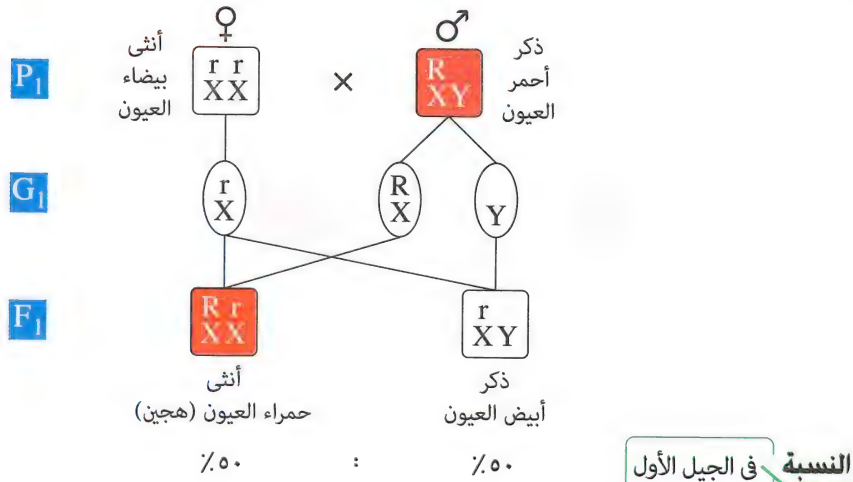 ♀ ♂
P1
أنثى
بيضاء
العيون
r r
XX
×
R
XY
ذكر
أحمر
العيون
G1
r
X
R
X
Y
F1
R r
XX
r
XY
أنثى
حمراء العيون (هجين)
ذكر
أبيض العيون
٥٠٪ : ٥٠٪
النسبة فى الجيل الأول